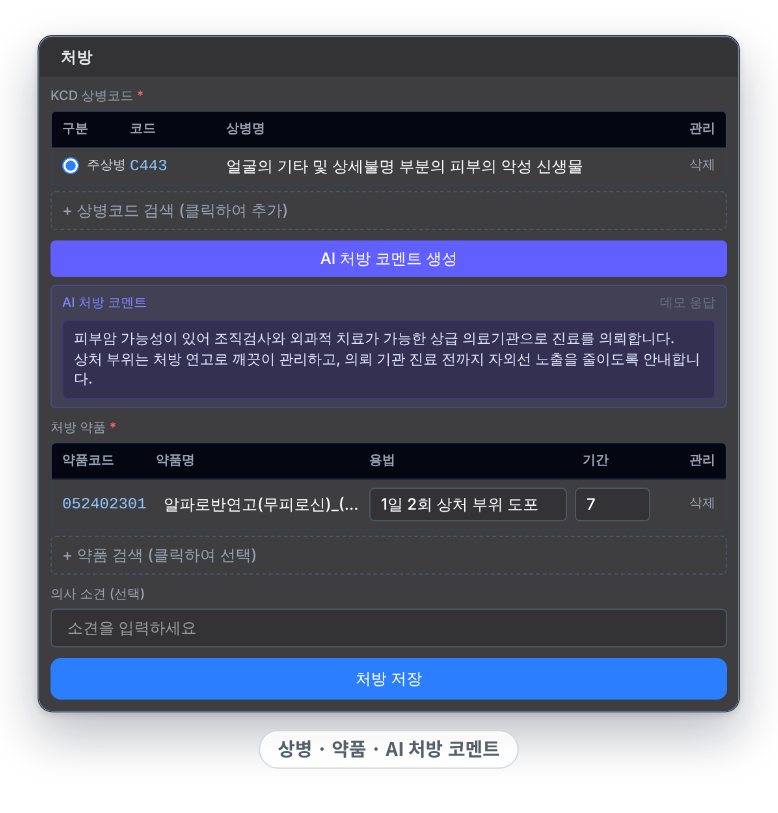 처방
KCD 상병코드 *
구분 코드 상병명 관리
주상병 C443 얼굴의 기타 및 상세불명 부분의 피부의 악성 신생물 삭제
+ 상병코드 검색 (클릭하여 추가)
AI 처방 코멘트 생성
AI 처방 코멘트 데모 응답
피부암 가능성이 있어 조직검사와 외과적 치료가 가능한 상급 의료기관으로 진료를 의뢰합니다.
상처 부위는 처방 연고로 깨끗이 관리하고, 의뢰 기관 진료 전까지 자외선 노출을 줄이도록 안내합니
다.
처방 약품 *
약품코드 약품명 용법 기간 관리
052402301 알파로반연고(무피로신)_(... 1일 2회 상처 부위 도포 7 삭제
+ 약품 검색 (클릭하여 선택)
의사 소견 (선택)
소견을 입력하세요
처방 저장
상병 · 약품 · AI 처방 코멘트